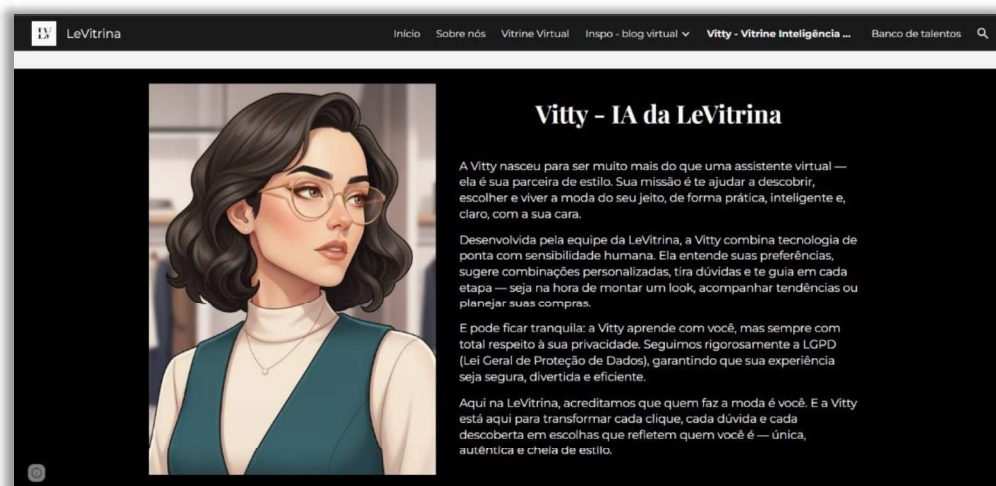 LV LeVitrina
Início Sobre nós Vitrine Virtual Inspo - blog virtual Vitty - Vitrine Inteligência ... Banco de talentos
Vitty - IA da LeVitrina
A Vitty nasceu para ser muito mais do que uma assistente virtual —
ela é sua parceira de estilo. Sua missão é te ajudar a descobrir,
escolher e viver a moda do seu jeito, de forma prática, inteligente e,
claro, com a sua cara.
Desenvolvida pela equipe da LeVitrina, a Vitty combina tecnologia de
ponta com sensibilidade humana. Ela entende suas preferências,
sugere combinações personalizadas, tira dúvidas e te guia em cada
etapa — seja na hora de montar um look, acompanhar tendências ou
planejar suas compras.
E pode ficar tranquila: a Vitty aprende com você, mas sempre com
total respeito à sua privacidade. Seguimos rigorosamente a LGPD
(Lei Geral de Proteção de Dados), garantindo que sua experiência
seja segura, divertida e eficiente.
Aqui na LeVitrina, acreditamos que quem faz a moda é você. E a Vitty
está aqui para transformar cada clique, cada dúvida e cada
descoberta em escolhas que refletem quem você é — única,
autêntica e cheia de estilo.